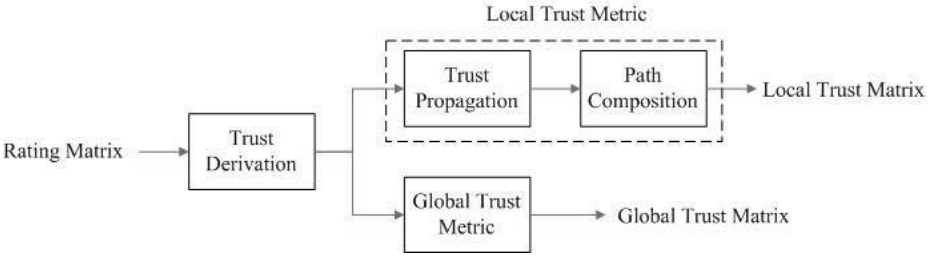 Local Trust Metric
Trust
Propagation
Path
Composition
Local Trust Matrix
Rating Matrix
Trust
Derivation
Global Trust
Metric
Global Trust Matrix